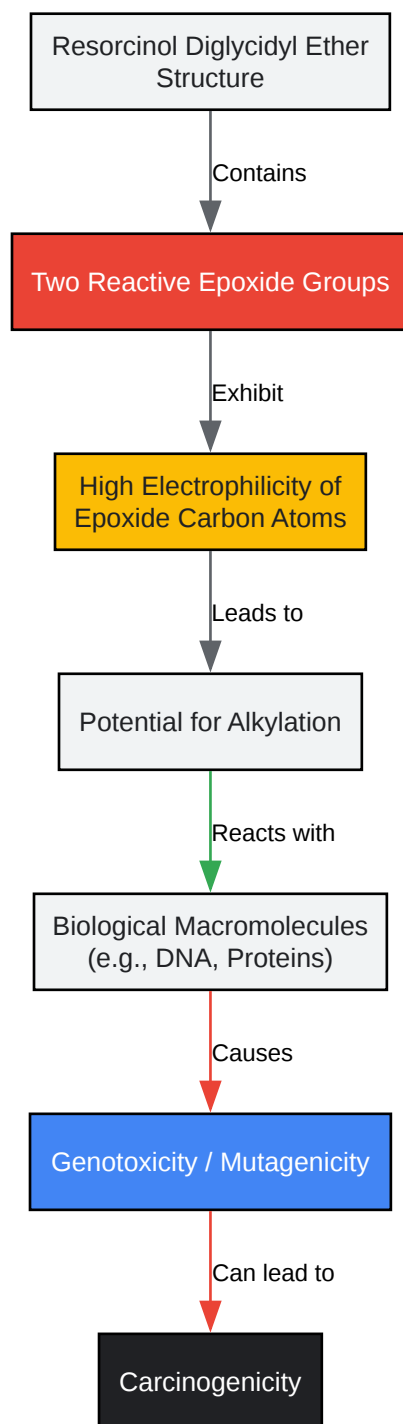 Resorcinol Diglycidyl Ether
Structure
Contains
Two Reactive Epoxide Groups
Exhibit
High Electrophilicity of
Epoxide Carbon Atoms
Leads to
Potential for Alkylation
Reacts with
Biological Macromolecules
(e.g., DNA, Proteins)
Causes
Genotoxicity / Mutagenicity
Can lead to
Carcinogenicity